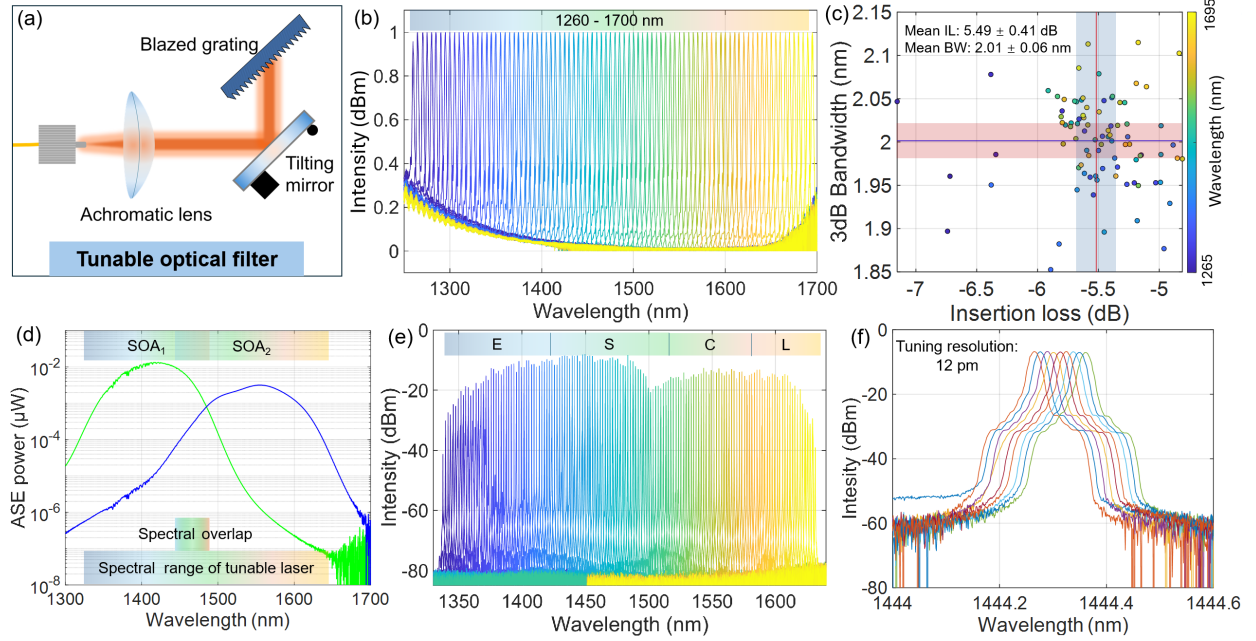 (a)
Blazed grating
Tilting
mirror
Achromatic lens
Tunable optical filter
(b)
1260 - 1700 nm
1
0.8
0.6
0.4
0.2
0
Intensity (dBm)
1300
1400
1500
1600
1700
Wavelength (nm)
(c)
Mean IL: 5.49 ± 0.41 dB
Mean BW: 2.01 ± 0.06 nm
2.15
2.1
2.05
2
1.95
1.9
1.85
3dB Bandwidth (nm)
-7
-6.5
-6
-5.5
-5
Insertion loss (dB)
1695
Wavelength (nm)
1265
(d)
SOA1
SOA2
10-2
10-4
10-6
10-8
ASE power (µW)
Spectral overlap
Spectral range of tunable laser
1300
1400
1500
1600
1700
Wavelength (nm)
(e)
E
S
C
L
0
-20
-40
-60
-80
Intensity (dBm)
1350
1400
1450
1500
1550
1600
Wavelength (nm)
(f)
Tuning resolution:
12 pm
0
-20
-40
-60
-80
Intesity (dBm)
1444
1444.2
1444.4
1444.6
Wavelength (nm)